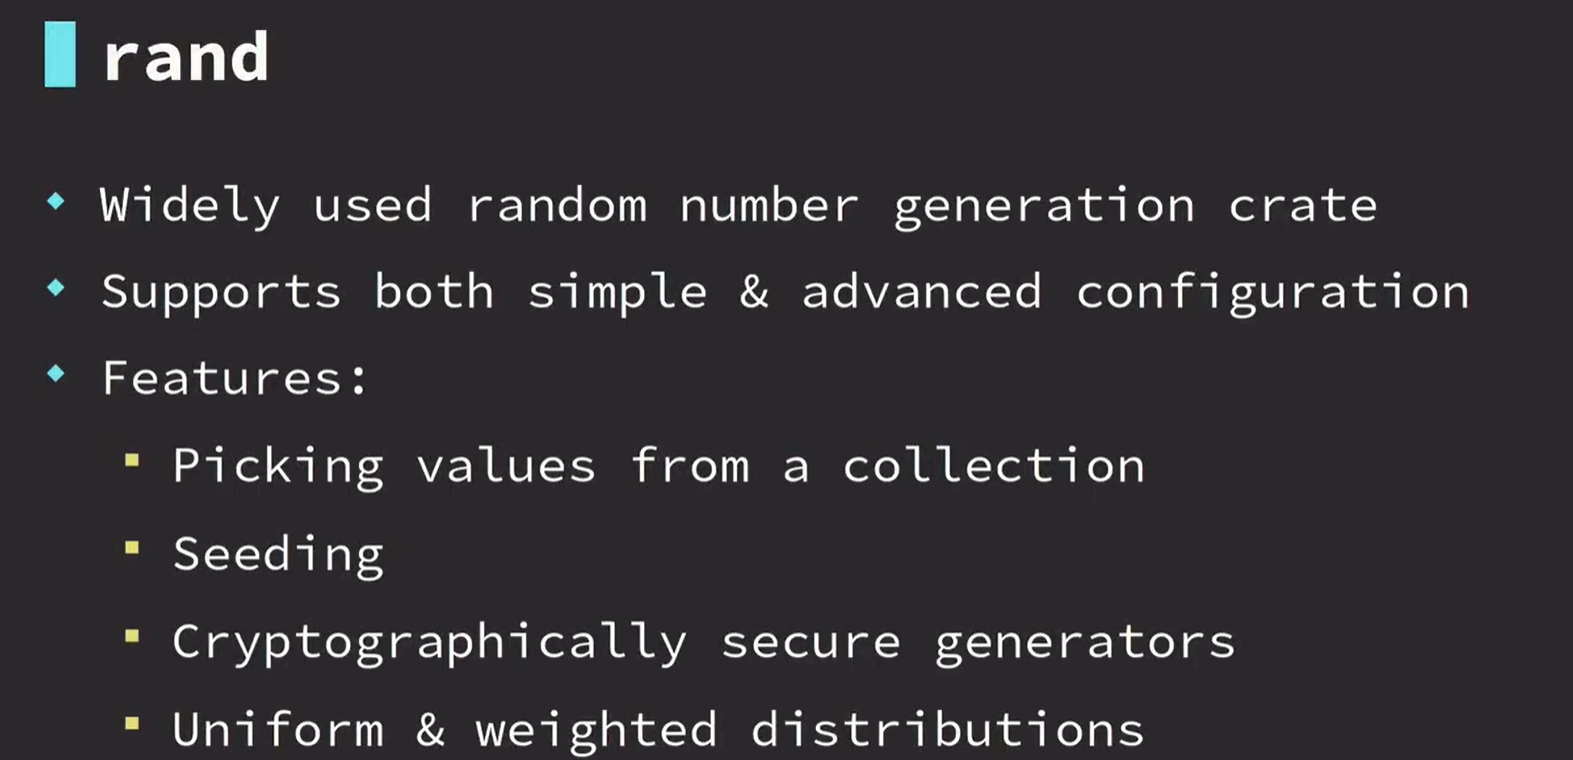 rand
Widely used random number generation crate
Supports both simple & advanced configuration
Features:
Picking values from a collection
Seeding
Cryptographically secure generators
Uniform & weighted distributions